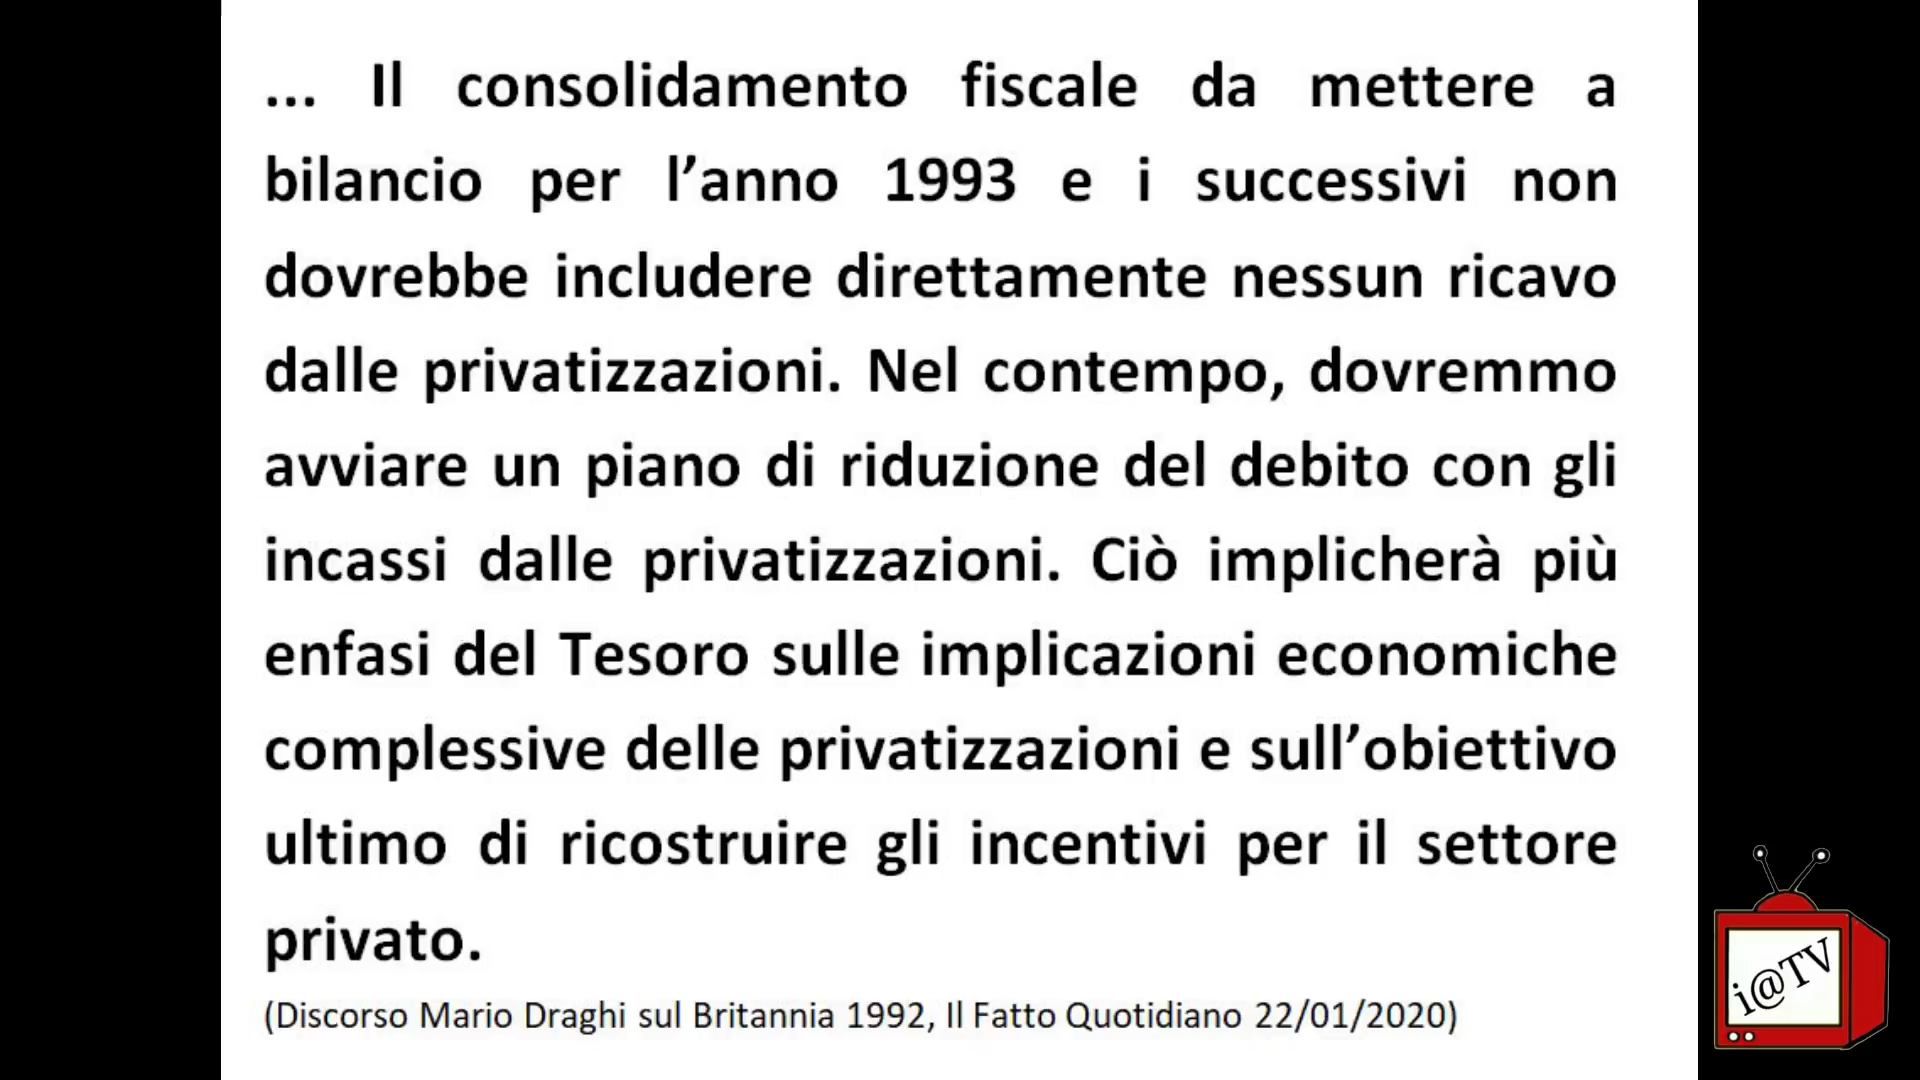 ... Il consolidamento fiscale da mettere a
bilancio per l’anno 1993 e i successivi non
dovrebbe includere direttamente nessun ricavo
dalle privatizzazioni. Nel contempo, dovremmo
avviare un piano di riduzione del debito con gli
incassi dalle privatizzazioni. Ciò implicherà più
enfasi del Tesoro sulle implicazioni economiche
complessive delle privatizzazioni e sull’obiettivo
ultimo di ricostruire gli incentivi per il settore
privato.
(Discorso Mario Draghi sul Britannia 1992, Il Fatto Quotidiano 22/01/2020)
i@TV